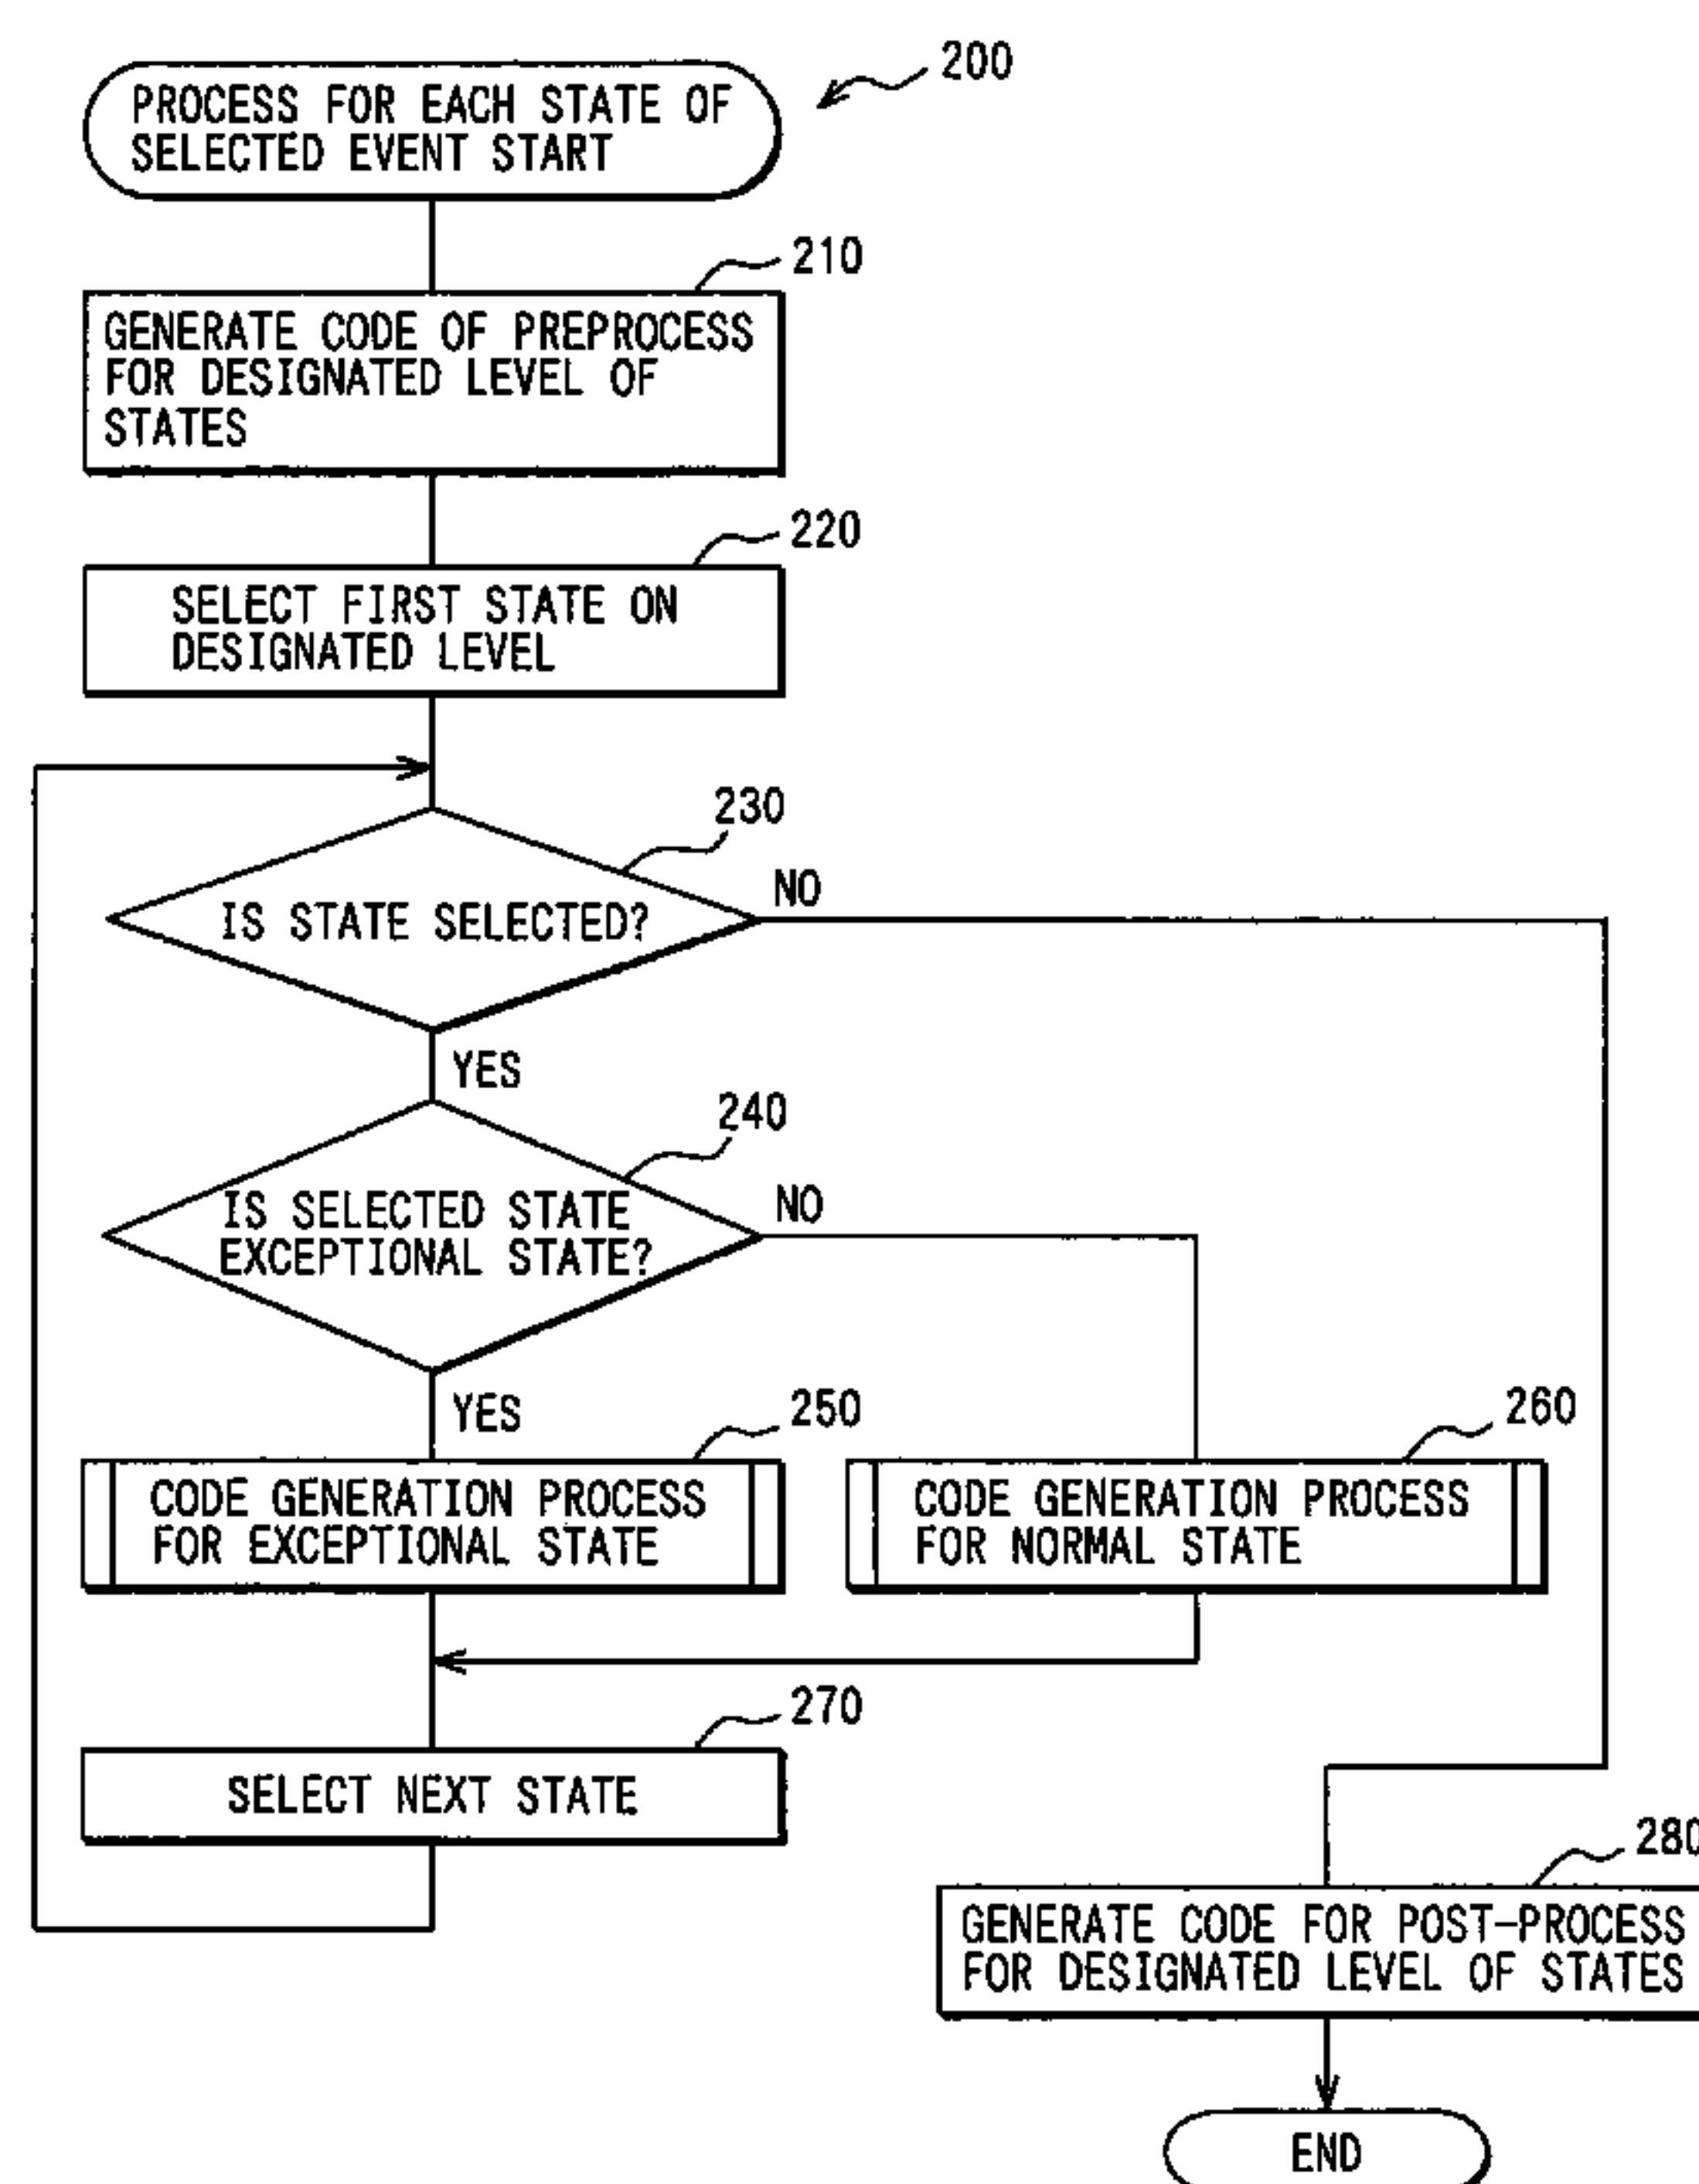 200
PROCESS FOR EACH STATE OF
SELECTED EVENT START
210
GENERATE CODE OF PREPROCESS
FOR DESIGNATED LEVEL OF
STATES
220
SELECT FIRST STATE ON
DESIGNATED LEVEL
230
NO
IS STATE SELECTED?
YES
240
NO
IS SELECTED STATE
EXCEPTIONAL STATE?
YES
250
CODE GENERATION PROCESS
FOR EXCEPTIONAL STATE
260
CODE GENERATION PROCESS
FOR NORMAL STATE
270
SELECT NEXT STATE
280
GENERATE CODE FOR POST-PROCESS
FOR DESIGNATED LEVEL OF STATES
END